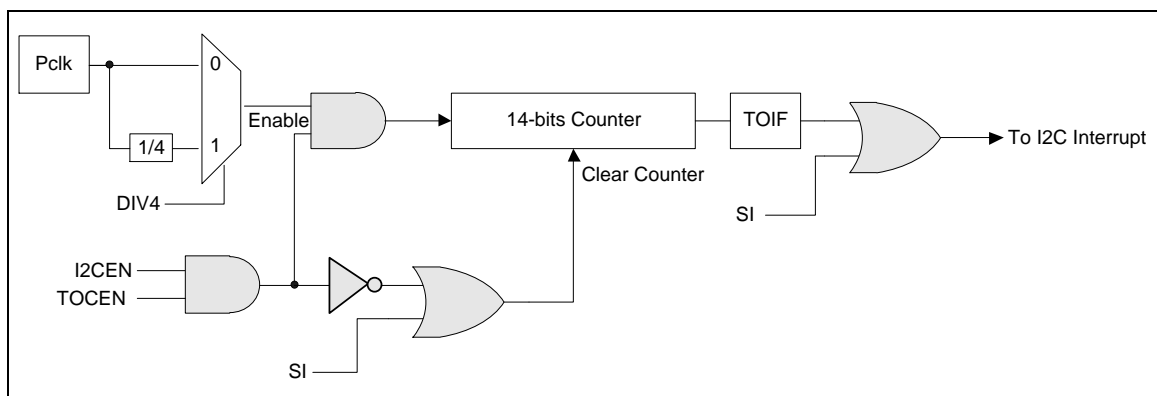 Pclk
0
1/4
1
Enable
DIV4
14-bits Counter
TOIF
To I2C Interrupt
Clear Counter
SI
I2CEN
TOCEN
SI